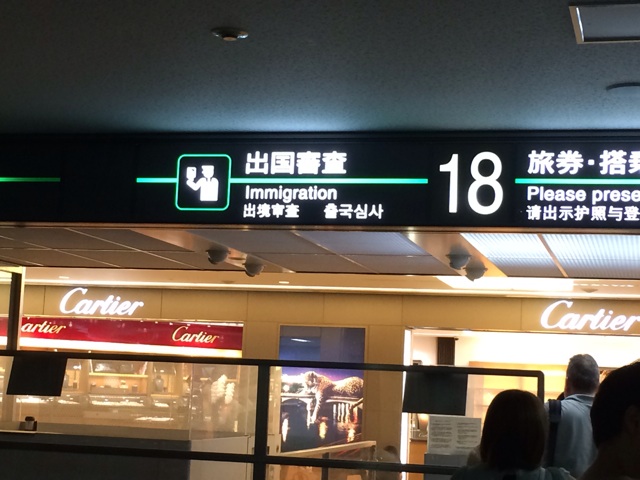 出国審査
Immigration
出境审查 출국심사
18
旅券・搭乗
Please prese
请出示护照与登
Cartier
Cartier
artier
Cartier